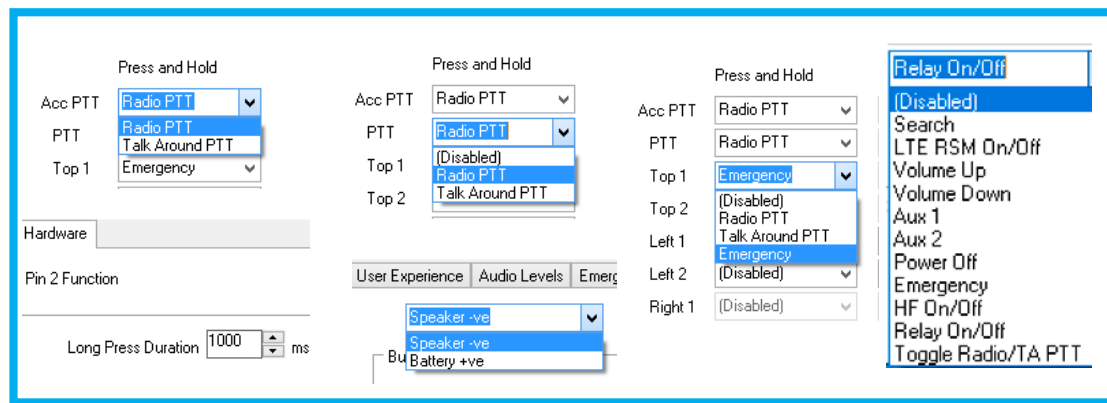 Press and Hold
Acc PTT Radio PTT
PTT Radio PTT
Talk Around PTT
Top 1 Emergency
Hardware
Pin 2 Function
Long Press Duration 1000 ms
Press and Hold
Acc PTT Radio PTT
PTT Radio PTT
Top 1 (Disabled)
Radio PTT
Top 2 Talk Around PTT
User Experience Audio Levels Emerg
Speaker -ve
Speaker -ve
Bu Battery +ve
Press and Hold
Acc PTT Radio PTT
PTT Radio PTT
Top 1 Emergency
Top 2 (Disabled)
Radio PTT
Left 1 Talk Around PTT
Emergency
Left 2 (Disabled)
Right 1 (Disabled)
Relay On/Off
(Disabled)
Search
LTE RSM On/Off
Volume Up
Volume Down
Aux 1
Aux 2
Power Off
Emergency
HF On/Off
Relay On/Off
Toggle Radio/TA PTT